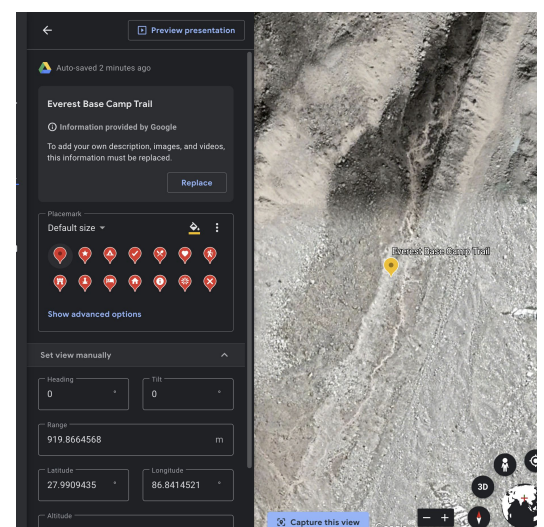 Preview presentation
Auto-saved 2 minutes ago
Everest Base Camp Trail
Information provided by Google
To add your own description, images, and videos,
this information must be replaced.
Replace
Placemark
Default size
Show advanced options
Set view manually
Heading
0 °
Tilt
0 °
Range
919.8664568 m
Latitude
27.9909435 °
Longitude
86.8414521 °
Altitude
Everest Base Camp Trail
3D
Capture this view